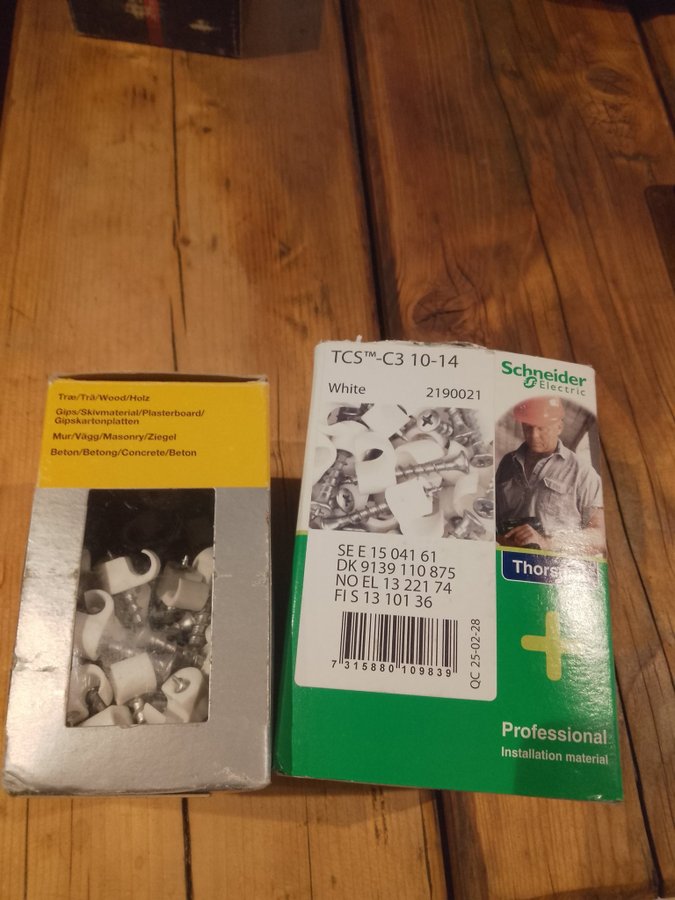 Træ/Trä/Wood/Holz
Gips/Skivmaterial/Plasterboard/
Gipskartonplatten
Mur/Vägg/Masonry/Ziegel
Beton/Betong/Concrete/Beton
TCS™-C3 10-14
White 2190021
SE E 15 041 61
DK 9139 110 875
NO EL 13 221 74
FI S 13 101 36
7 315880 109839
QC 25-02-28
Schneider
Electric
Professional
Installation material